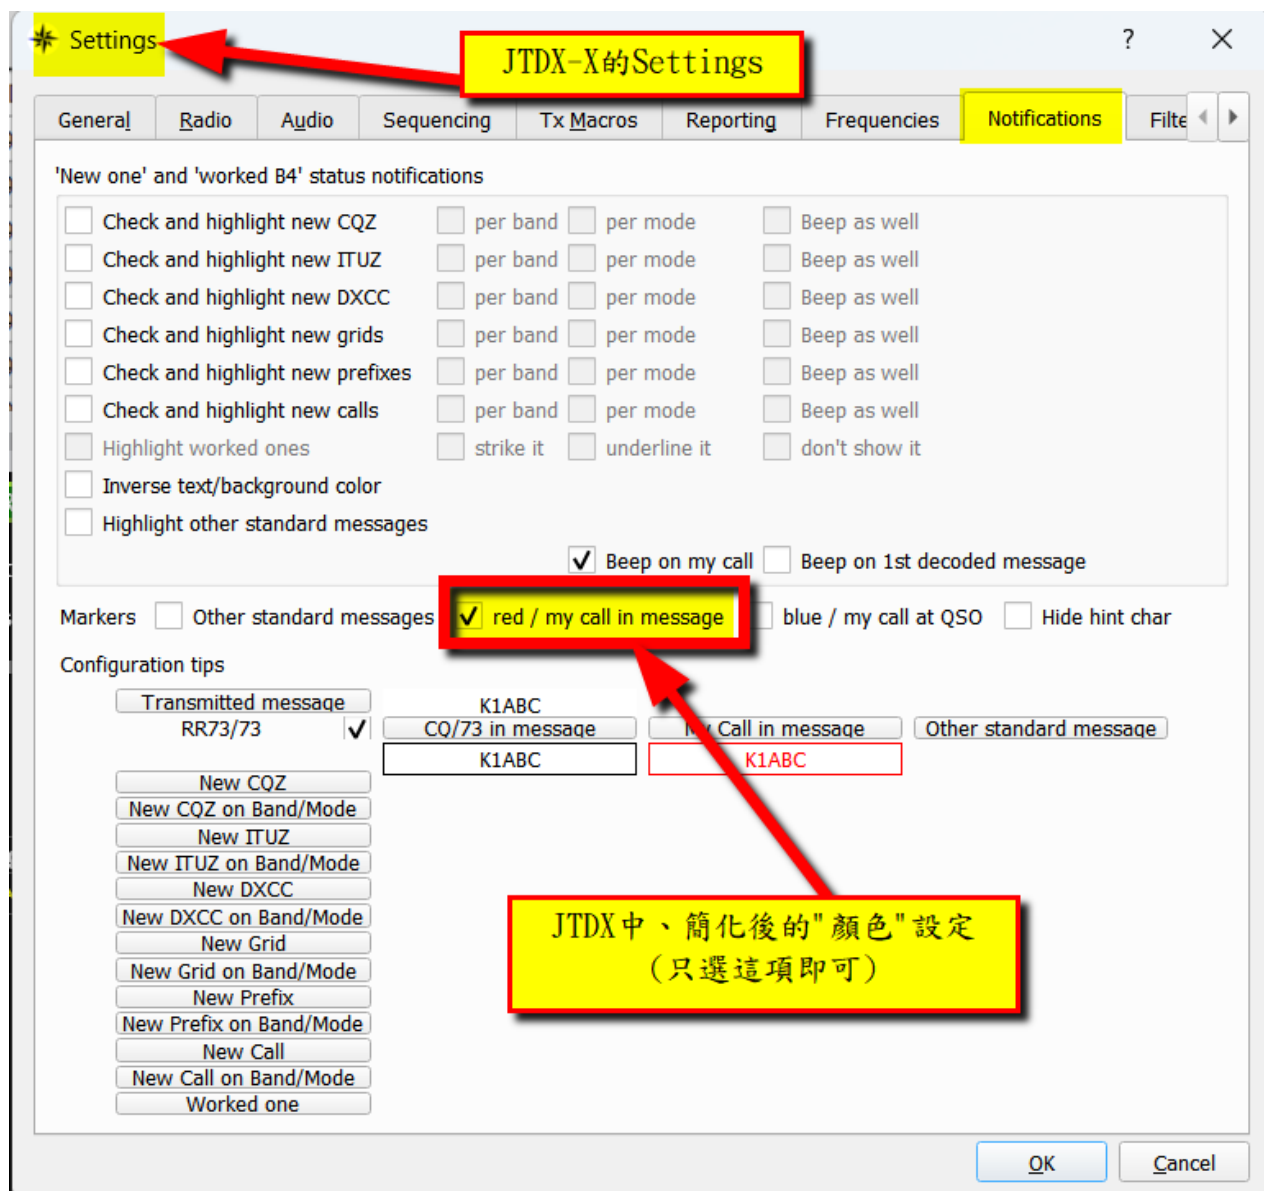 Settings
JTDX-X的Settings
?
General
Radio
Audio
Sequencing
Tx Macros
Reporting
Frequencies
Notifications
Filte
'New one' and 'worked B4' status notifications
Check and highlight new CQZ per band per mode Beep as well
Check and highlight new ITUZ per band per mode Beep as well
Check and highlight new DXCC per band per mode Beep as well
Check and highlight new grids per band per mode Beep as well
Check and highlight new prefixes per band per mode Beep as well
Check and highlight new calls per band per mode Beep as well
Highlight worked ones strike it underline it don't show it
Inverse text/background color
Highlight other standard messages
Beep on my call Beep on 1st decoded message
Markers Other standard messages red / my call in message blue / my call at QSO Hide hint char
Configuration tips
Transmitted message K1ABC
RR73/73 CQ/73 in message My Call in message Other standard message
K1ABC K1ABC
New CQZ
New CQZ on Band/Mode
New ITUZ
New ITUZ on Band/Mode
New DXCC
New DXCC on Band/Mode
New Grid
New Grid on Band/Mode
New Prefix
New Prefix on Band/Mode
New Call
New Call on Band/Mode
Worked one
JTDX中、簡化後的"顏色"設定
(只選這項即可)
OK
Cancel